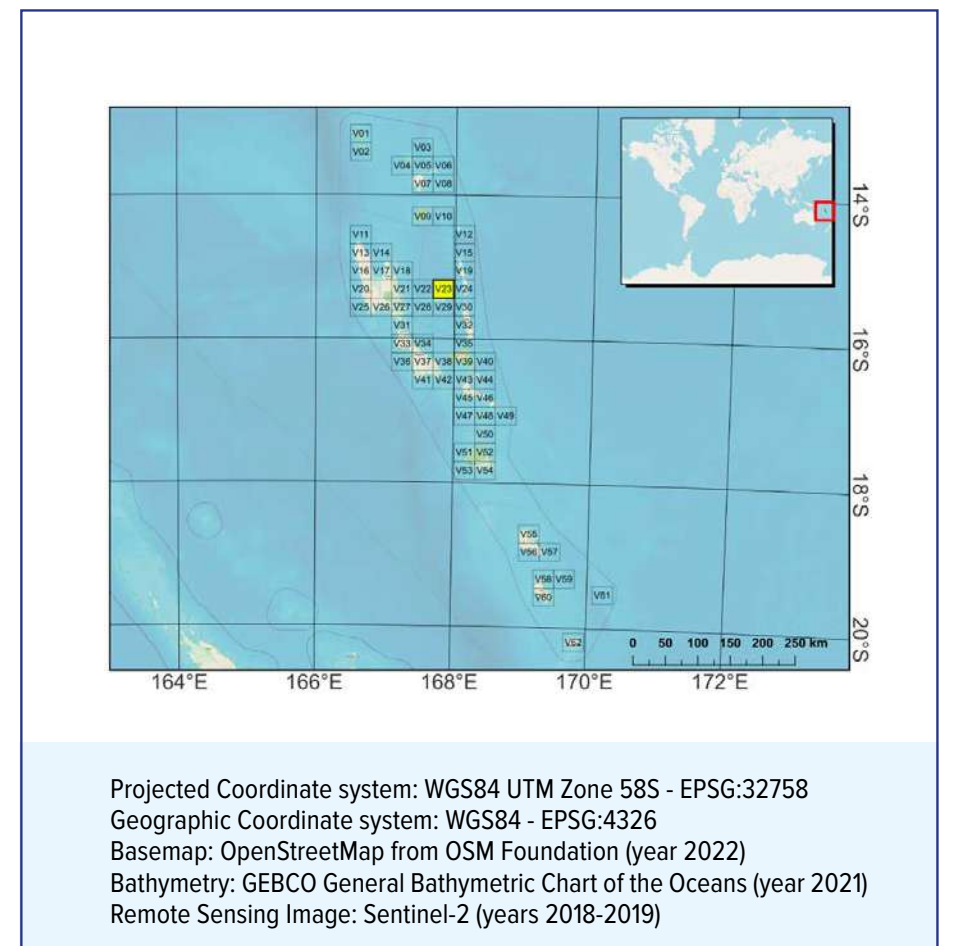 V01
V02 V03
V04 V05 V06
V07 V08
14°S
V09 V10
V11 V12
V13 V14 V15
V16 V17 V18 V19
V20 V21 V22 V23 V24
V25 V26 V27 V28 V29 V30
V31 V32
V33 V34 V35
16°S
V36 V37 V38 V39 V40
V41 V42 V43 V44
V45 V46
V47 V48 V49
V50
V51 V52
V53 V54
18°S
V55
V56 V57
V58 V59
V60 V61
V62
20°S
0 50 100 150 200 250 km
164°E 166°E 168°E 170°E 172°E
Projected Coordinate system: WGS84 UTM Zone 58S - EPSG:32758
Geographic Coordinate system: WGS84 - EPSG:4326
Basemap: OpenStreetMap from OSM Foundation (year 2022)
Bathymetry: GEBCO General Bathymetric Chart of the Oceans (year 2021)
Remote Sensing Image: Sentinel-2 (years 2018-2019)